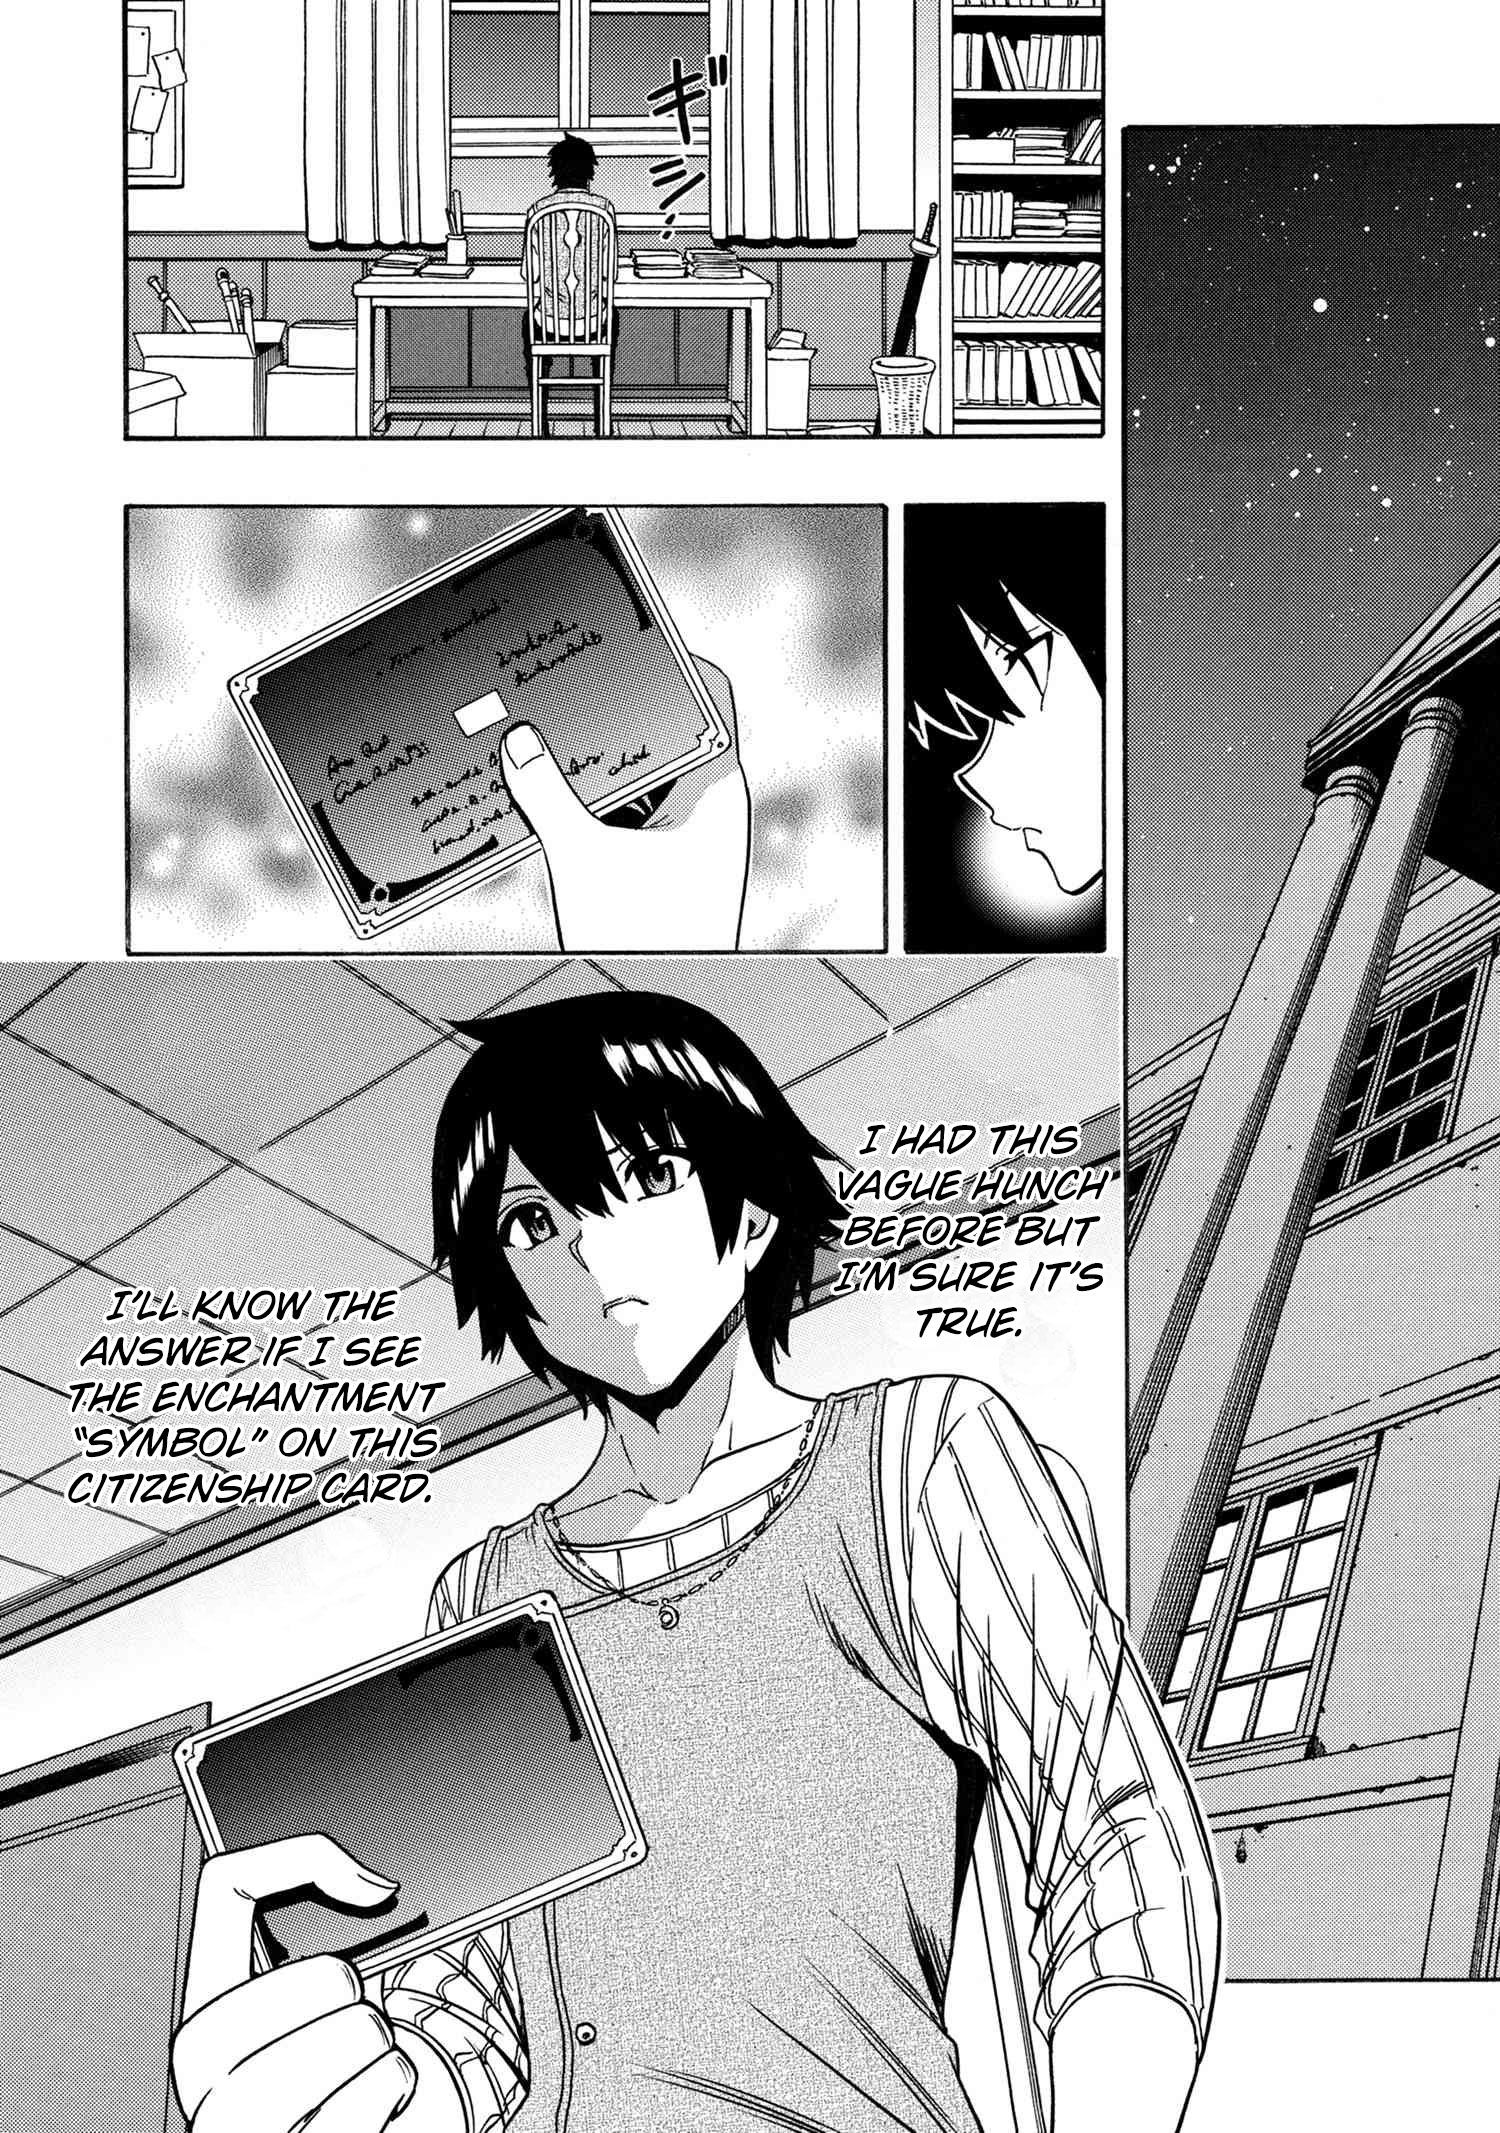 ギシ…
I HAD THIS
VAGUE HUNCH
BEFORE BUT
I'M SURE IT'S
TRUE.
I'LL KNOW THE
ANSWER IF I SEE
THE ENCHANTMENT
“SYMBOL” ON THIS
CITIZENSHIP CARD.